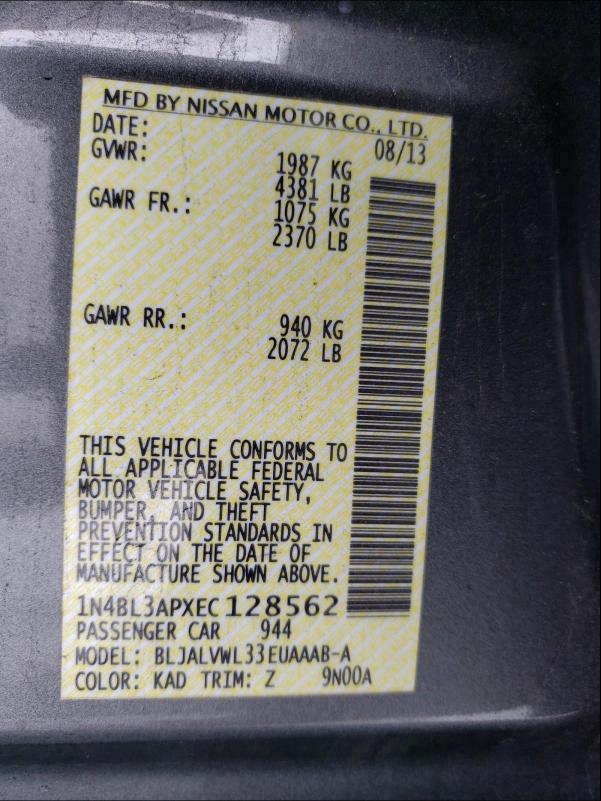 MFD BY NISSAN MOTOR CO., LTD.
DATE: 08/13
GVWR: 1987 KG
4381 LB
GAWR FR.: 1075 KG
2370 LB
GAWR RR.: 940 KG
2072 LB
THIS VEHICLE CONFORMS TO
ALL APPLICABLE FEDERAL
MOTOR VEHICLE SAFETY,
BUMPER, AND THEFT
PREVENTION STANDARDS IN
EFFECT ON THE DATE OF
MANUFACTURE SHOWN ABOVE.
1N4BL3APXEC128562
PASSENGER CAR 944
MODEL: BLJALVWL33EUAAAB-A
COLOR: KAD TRIM: Z 9N00A